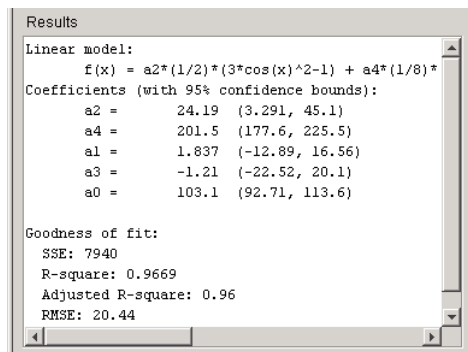 Results
Linear model:
f(x) = a2*(1/2)*(3*cos(x)^2-1) + a4*(1/8)*
Coefficients (with 95% confidence bounds):
a2 = 24.19 (3.291, 45.1)
a4 = 201.5 (177.6, 225.5)
a1 = 1.837 (-12.89, 16.56)
a3 = -1.21 (-22.52, 20.1)
a0 = 103.1 (92.71, 113.6)
Goodness of fit:
SSE: 7940
R-square: 0.9669
Adjusted R-square: 0.96
RMSE: 20.44